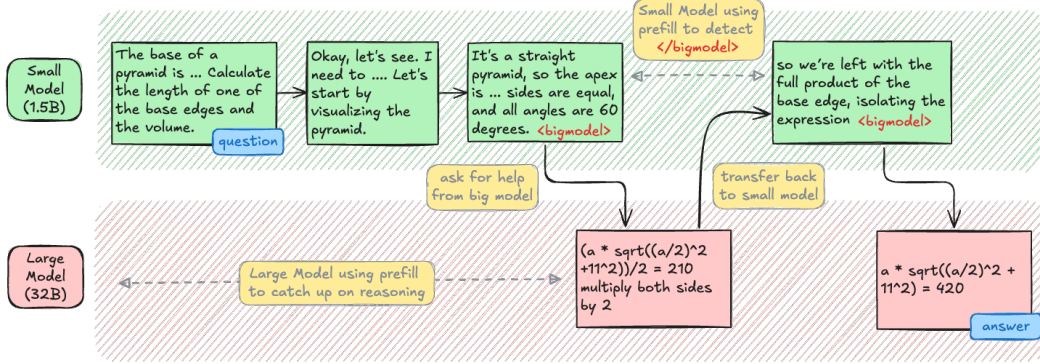 Small
Model
(1.5B)
The base of a
pyramid is ... Calculate
the length of one of
the base edges and
the volume.
question
Okay, let's see. I
need to .... Let's
start by
visualizing the
pyramid.
It's a straight
pyramid, so the apex
is ... sides are equal,
and all angles are 60
degrees. <bigmodel>
Small Model using
prefill to detect
</bigmodel>
so we're left with the
full product of the
base edge, isolating the
expression <bigmodel>
ask for help
from big model
transfer back
to small model
Large
Model
(32B)
Large Model using prefill
to catch up on reasoning
(a * sqrt((a/2)^2
+11^2))/2 = 210
multiply both sides
by 2
a * sqrt((a/2)^2 +
11^2) = 420
answer